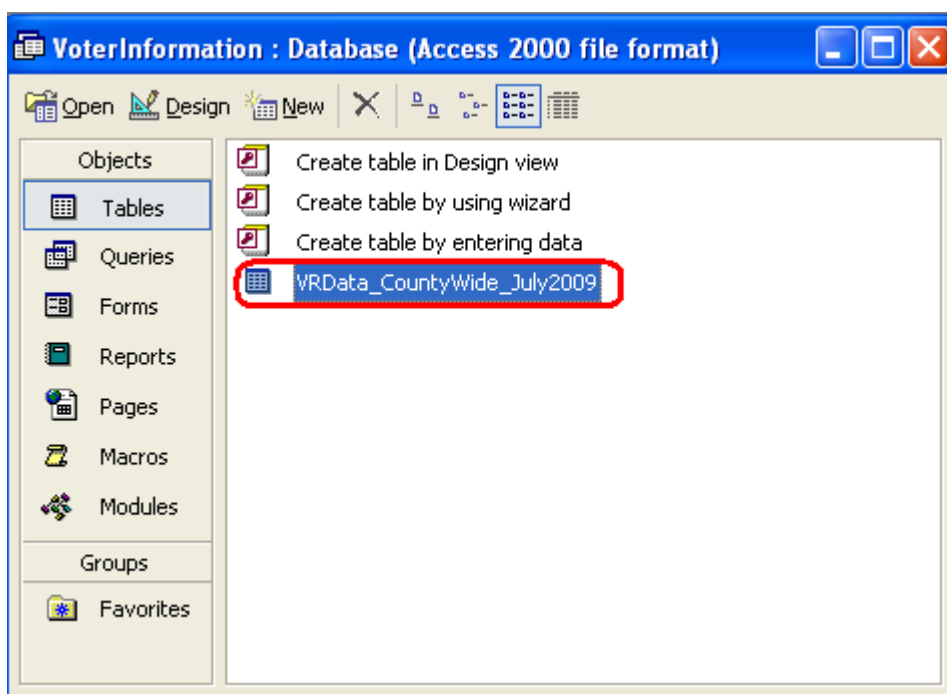 VoterInformation : Database (Access 2000 file format)
Open Design New
Objects
Tables
Queries
Forms
Reports
Pages
Macros
Modules
Groups
Favorites
Create table in Design view
Create table by using wizard
Create table by entering data
VRData_CountyWide_July2009